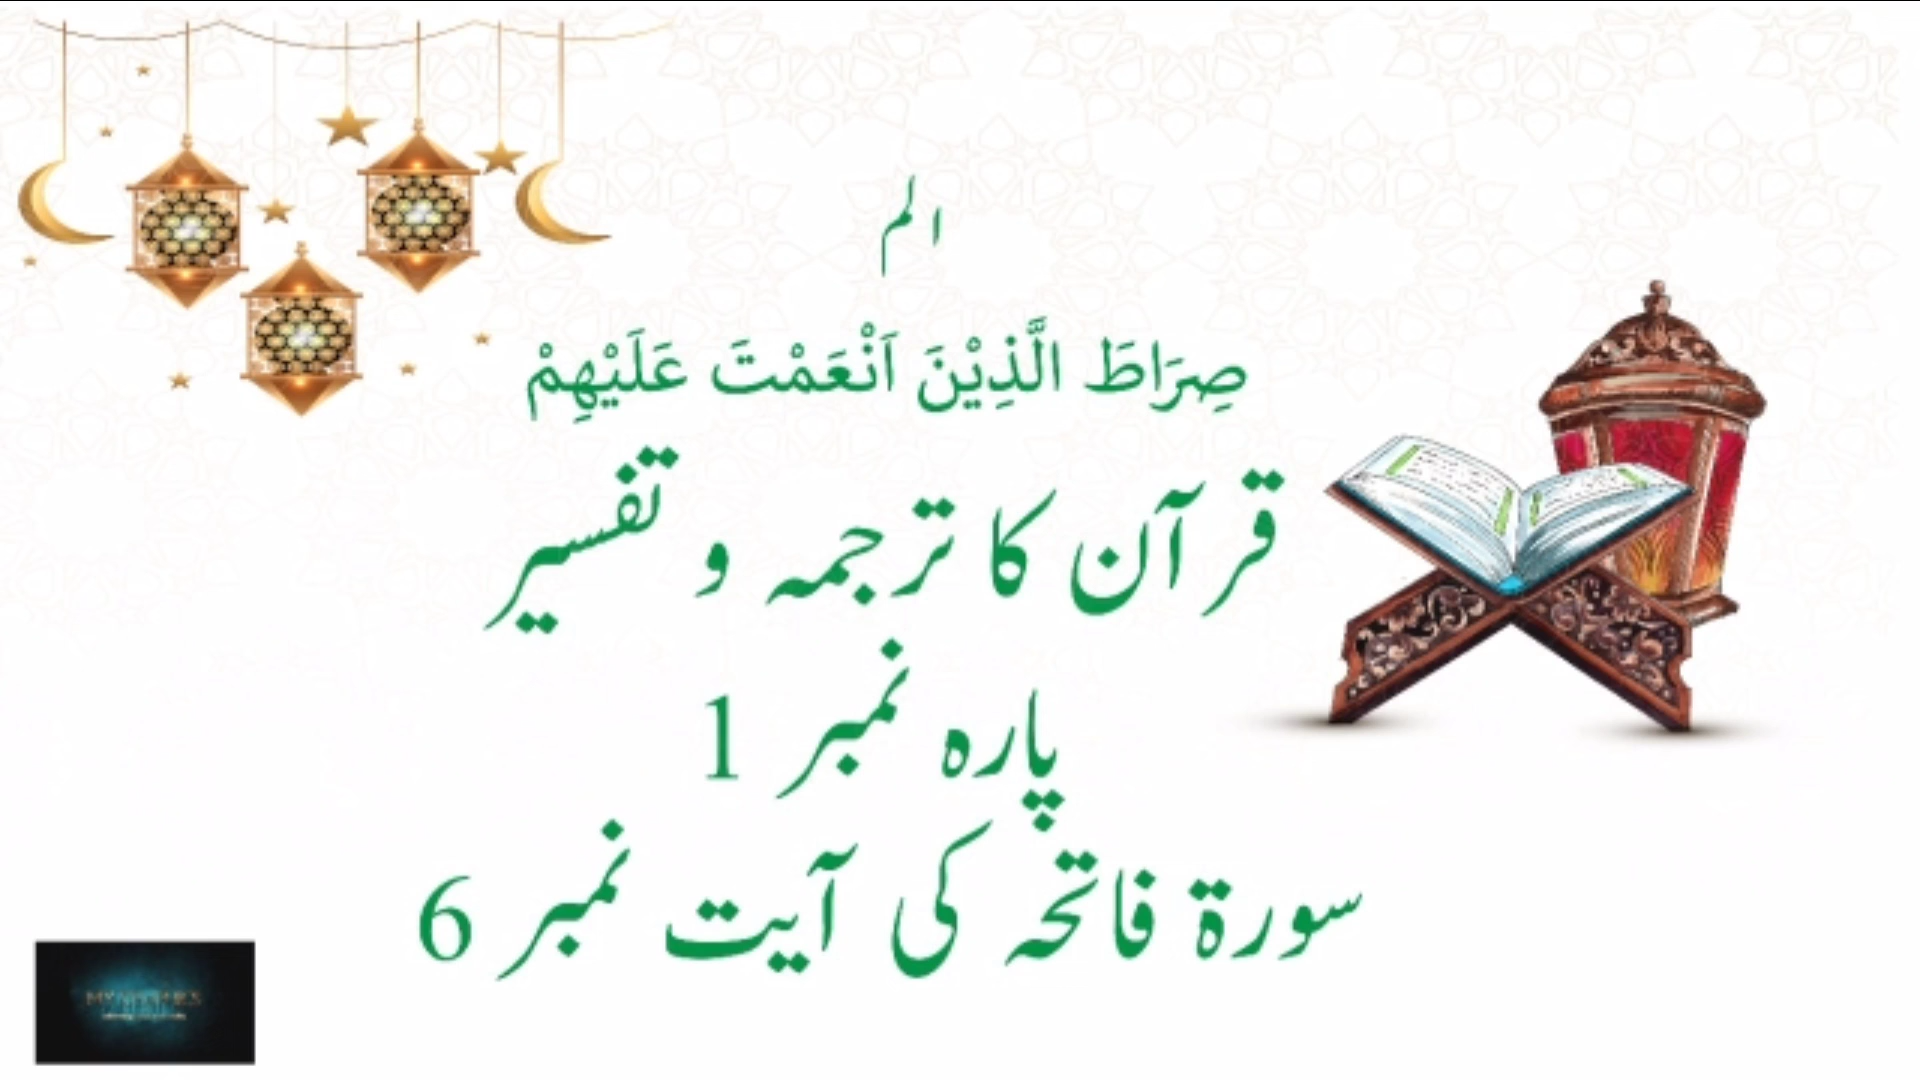 الم
صِرَاطَ الَّذِیْنَ اَنْعَمْتَ عَلَیْهِمْ
قرآن کا ترجمہ و تفسیر
پارہ نمبر 1
سورۃ فاتحہ کی آیت نمبر 6